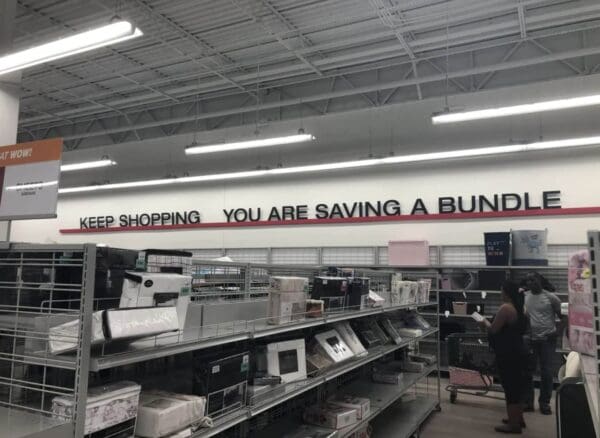 AT WOW!
KEEP SHOPPING YOU ARE SAVING A BUNDLE